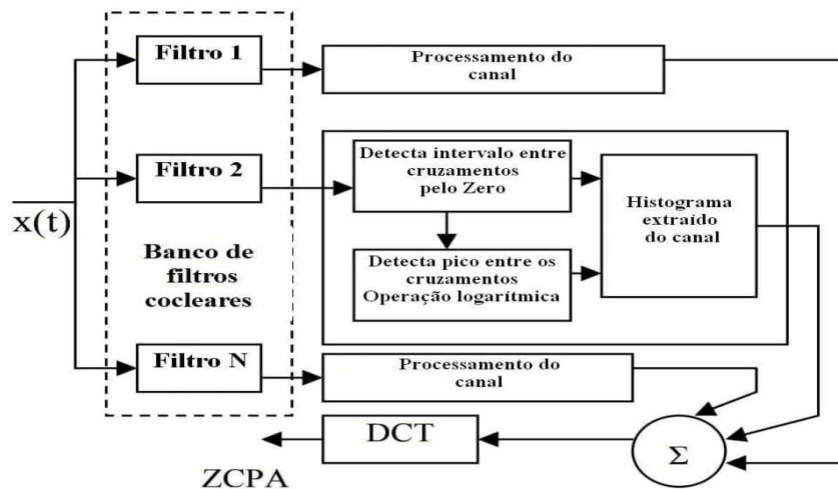 Filtro 1
Processamento do
canal
Filtro 2
Detecta intervalo entre
cruzamentos
pelo Zero
Histograma
extraído
do canal
x(t)
Banco de
filtros
cocleares
Detecta pico entre os
cruzamentos
Operação logarítmica
Filtro N
Processamento do
canal
DCT
Σ
ZCPA